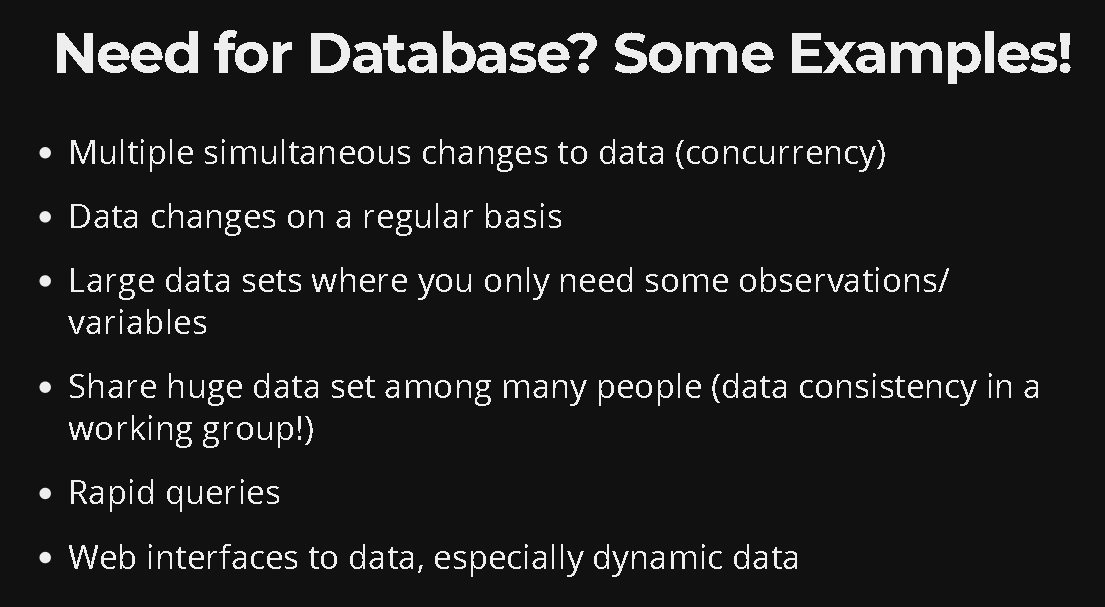 Need for Database? Some Examples!
• Multiple simultaneous changes to data (concurrency)
• Data changes on a regular basis
• Large data sets where you only need some observations/
variables
• Share huge data set among many people (data consistency in a
working group!)
• Rapid queries
• Web interfaces to data, especially dynamic data